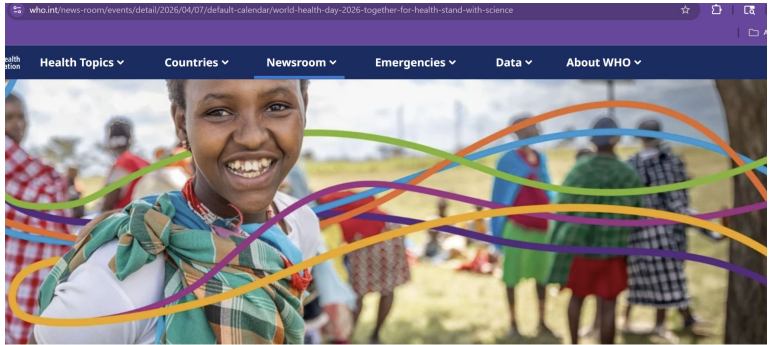 who.int/news-room/events/detail/2026/04/07/default-calendar/world-health-day-2026-together-for-health-stand-with-science
Health Topics Countries Newsroom Emergencies Data About WHO